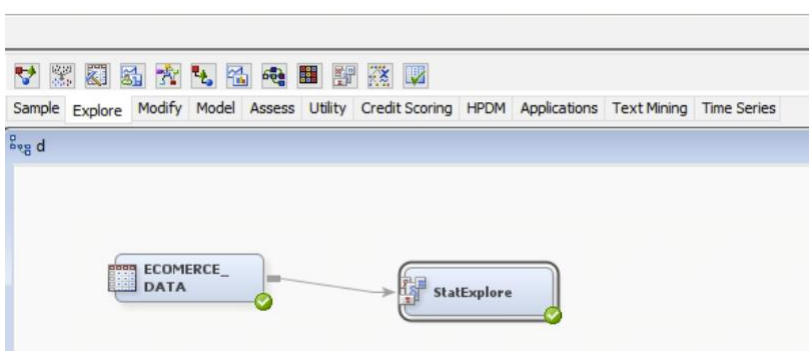 Sample Explore Modify Model Assess Utility Credit Scoring HPDM Applications Text Mining Time Series
d
ECOMERCE_
DATA
StatExplore